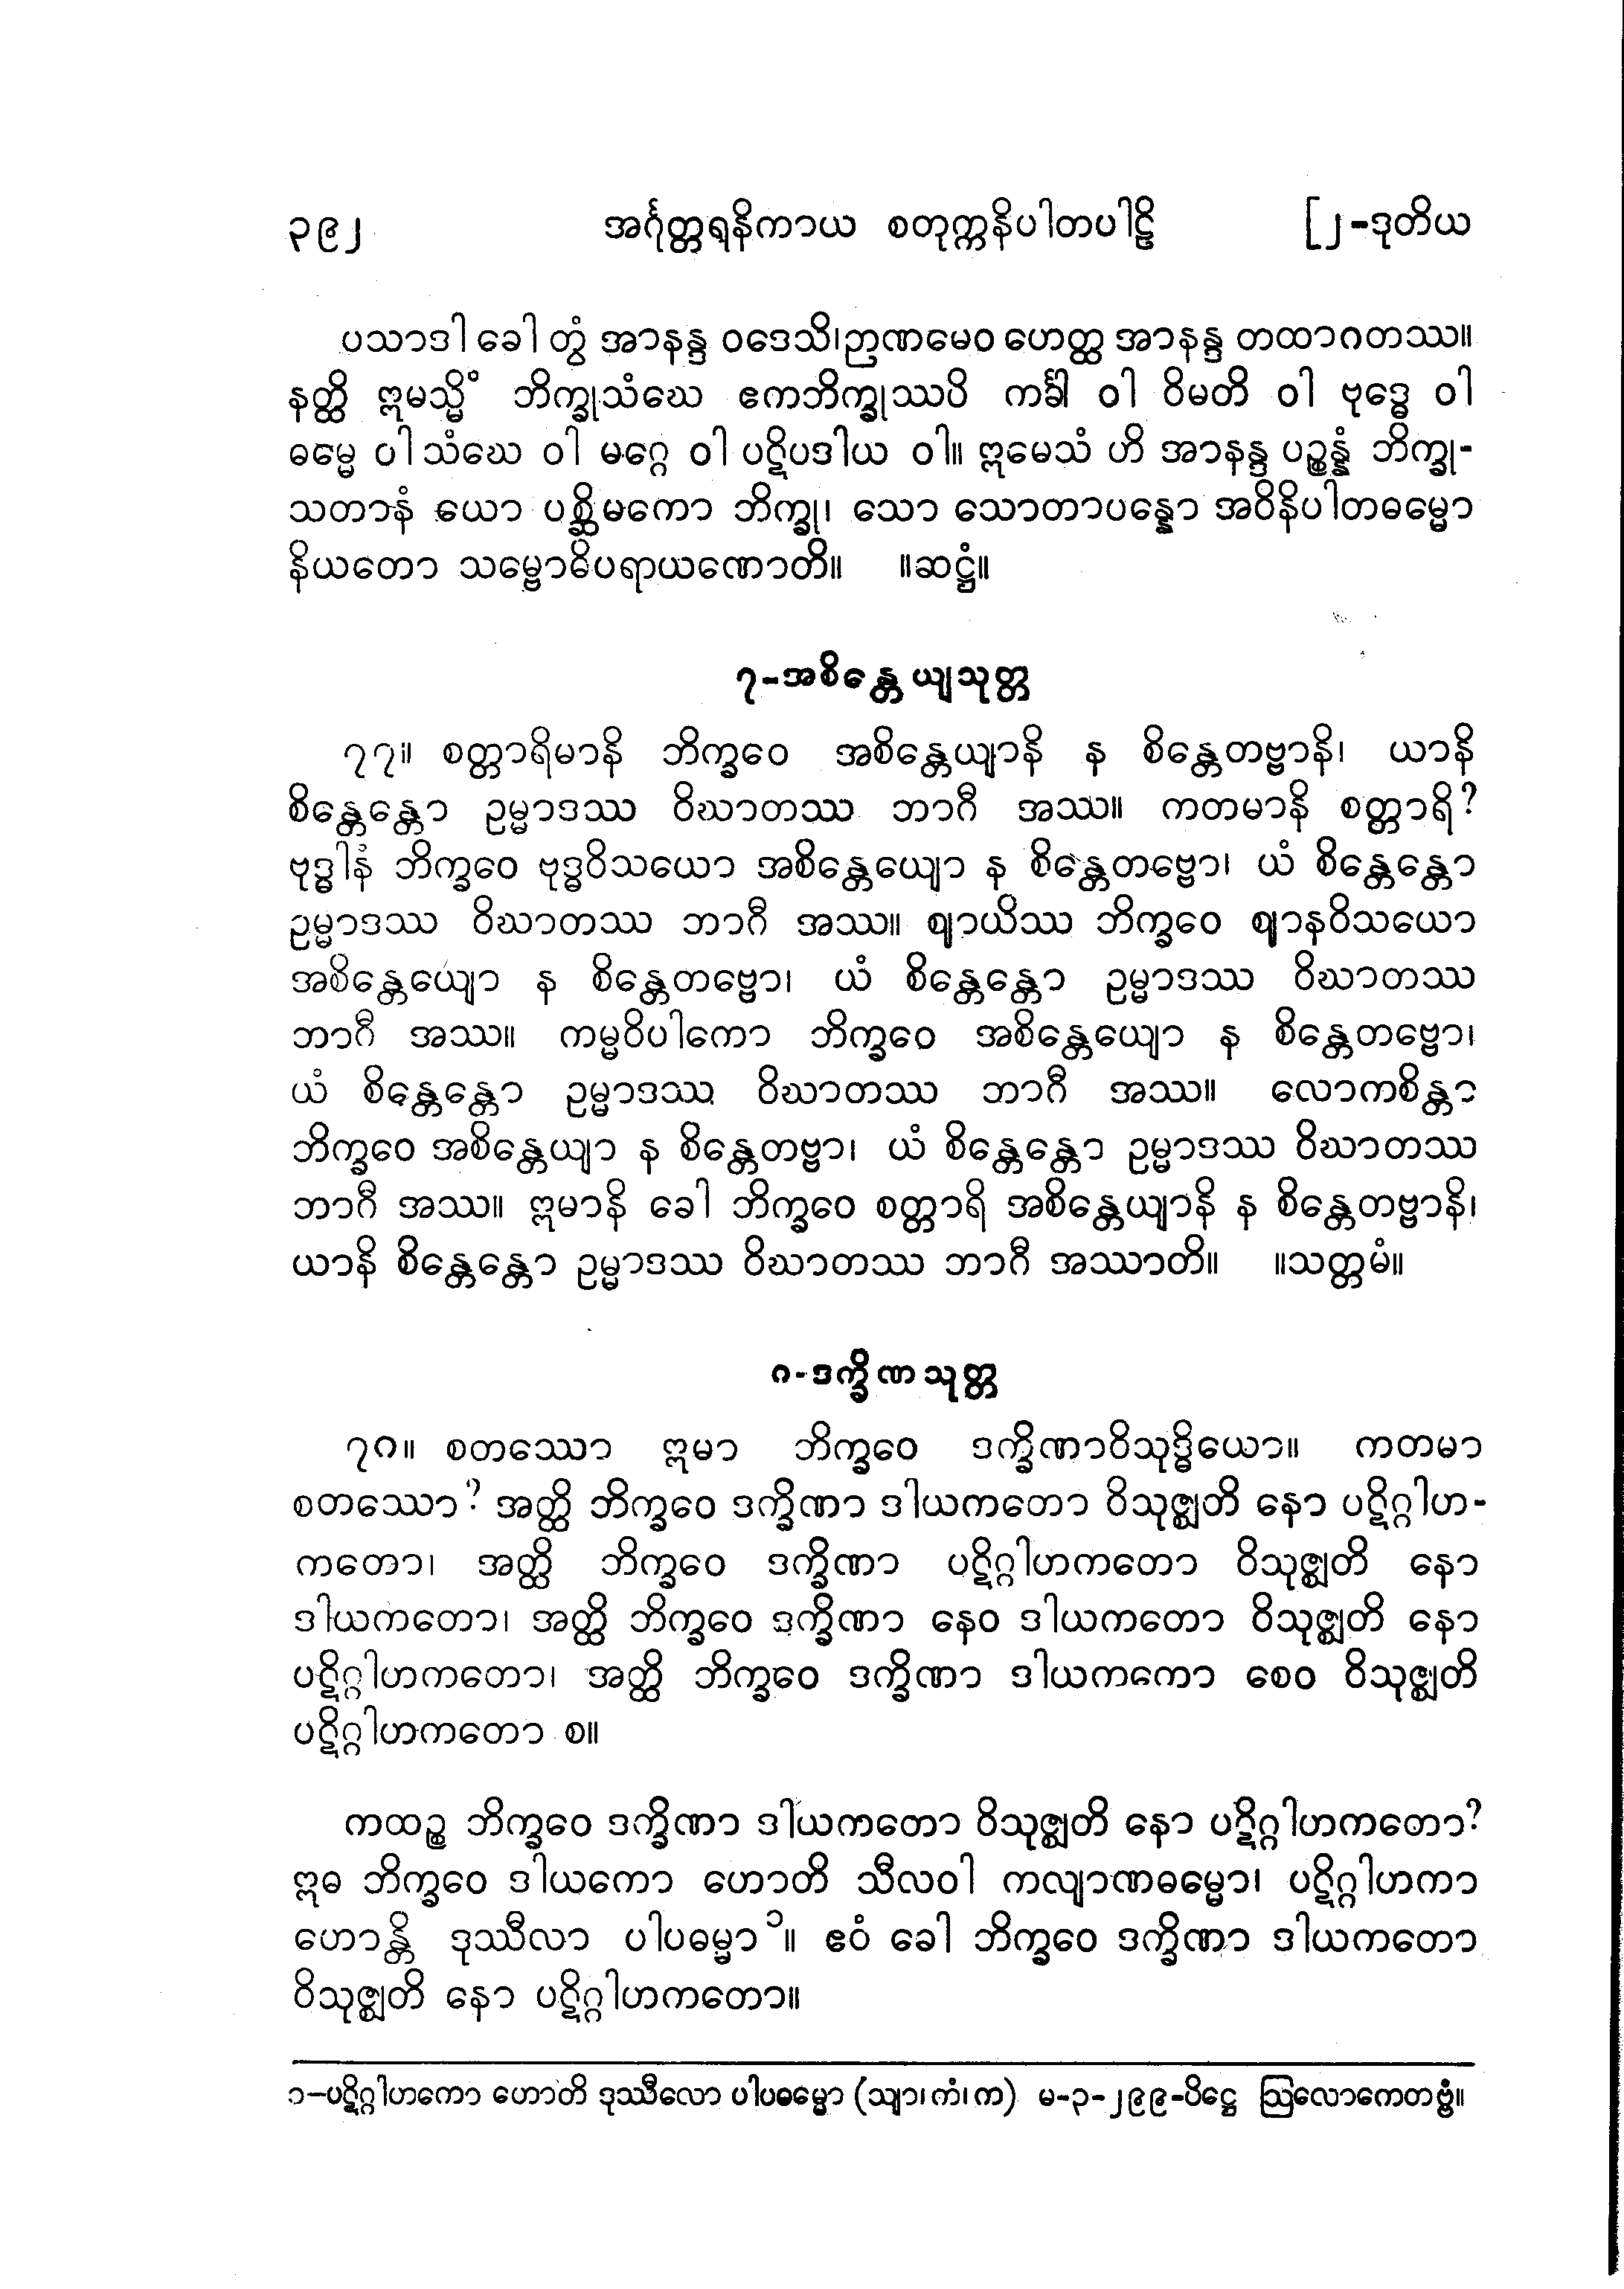 ၃၉၂ အင်္ဂုတ္တရနိကာယ စတုက္ကနိပါတပါဠိ [၂-ဒုတိယ
ပသာဒါ ခေါ တွံ အာနန္ဒ ဝဒေသိ၊ဉာဏမေဝ ဟေတ္ထ အာနန္ဒ တထာဂတဿ။
နတ္ထိ ဣမသ္မိံ ဘိက္ခုသံဃေ ဧကဘိက္ခုဿပိ ကင်္ခါ ဝါ ဝိမတိ ဝါ ဗုဒ္ဓေ ဝါ
ဓမ္မေ ဝါ သံဃေ ဝါ မဂ္ဂေ ဝါ ပဋိပဒါယ ဝါ။ ဣမေသံ ဟိ အာနန္ဒ ပဉ္စန္နံ ဘိက္ခု-
သတာနံ ယော ပစ္ဆိမကော ဘိက္ခု၊ သော သောတာပန္နော အဝိနိပါတဓမ္မော
နိယတော သမ္ဗောဓိပရာယဏောတိ။ ။ဆဋ္ဌံ။
၇-အစိန္တေယျသုတ္တ
၇၇။ စတ္တာရိမာနိ ဘိက္ခဝေ အစိန္တေယျာနိ န စိန္တေတဗ္ဗာနိ၊ ယာနိ
စိန္တေန္တော ဥမ္မာဒဿ ဝိဃာတဿ ဘာဂီ အဿ။ ကတမာနိ စတ္တာရိ?
ဗုဒ္ဓါနံ ဘိက္ခဝေ ဗုဒ္ဓဝိသယော အစိန္တေယျော န စိန္တေတဗ္ဗော၊ ယံ စိန္တေန္တော
ဥမ္မာဒဿ ဝိဃာတဿ ဘာဂီ အဿ။ ဈာယိဿ ဘိက္ခဝေ ဈာနဝိသယော
အစိန္တေယျော န စိန္တေတဗ္ဗော၊ ယံ စိန္တေန္တော ဥမ္မာဒဿ ဝိဃာတဿ
ဘာဂီ အဿ။ ကမ္မဝိပါကော ဘိက္ခဝေ အစိန္တေယျော န စိန္တေတဗ္ဗော၊
ယံ စိန္တေန္တော ဥမ္မာဒဿ ဝိဃာတဿ ဘာဂီ အဿ။ လောကစိန္တာ
ဘိက္ခဝေ အစိန္တေယျာ န စိန္တေတဗ္ဗာ၊ ယံ စိန္တေန္တော ဥမ္မာဒဿ ဝိဃာတဿ
ဘာဂီ အဿ။ ဣမာနိ ခေါ ဘိက္ခဝေ စတ္တာရိ အစိန္တေယျာနိ န စိန္တေတဗ္ဗာနိ၊
ယာနိ စိန္တေန္တော ဥမ္မာဒဿ ဝိဃာတဿ ဘာဂီ အဿာတိ။ ။သတ္တမံ။
၈-ဒက္ခိဏသုတ္တ
၇၈။ စတဿော ဣမာ ဘိက္ခဝေ ဒက္ခိဏာဝိသုဒ္ဓိယော။ ကတမာ
စတဿော? အတ္ထိ ဘိက္ခဝေ ဒက္ခိဏာ ဒါယကတော ဝိသုဇ္ဈတိ နော ပဋိဂ္ဂါဟ-
ကတော၊ အတ္ထိ ဘိက္ခဝေ ဒက္ခိဏာ ပဋိဂ္ဂါဟကတော ဝိသုဇ္ဈတိ နော
ဒါယကတော၊ အတ္ထိ ဘိက္ခဝေ ဒက္ခိဏာ နေဝ ဒါယကတော ဝိသုဇ္ဈတိ နော
ပဋိဂ္ဂါဟကတော၊ အတ္ထိ ဘိက္ခဝေ ဒက္ခိဏာ ဒါယကကော စေဝ ဝိသုဇ္ဈတိ
ပဋိဂ္ဂါဟကတော စ။
ကထဉ္စ ဘိက္ခဝေ ဒက္ခိဏာ ဒါယကတော ဝိသုဇ္ဈတိ နော ပဋိဂ္ဂါဟကတော?
ဣဓ ဘိက္ခဝေ ဒါယကော ဟောတိ သီလဝါ ကလျာဏဓမ္မော၊ ပဋိဂ္ဂါဟကာ
ဟောန္တိ ဒုဿီလာ ပါပဓမ္မာ၁။ ဧဝံ ခေါ ဘိက္ခဝေ ဒက္ခိဏာ ဒါယကတော
ဝိသုဇ္ဈတိ နော ပဋိဂ္ဂါဟကတော။
၁-ပဋိဂ္ဂါဟကော ဟောတိ ဒုဿီလော ပါပဓမ္မော (သျာ၊ကံ၊က) မ-၃-၂၉၉-ပိဋ္ဌေ ဩလောကေတဗ္ဗံ။